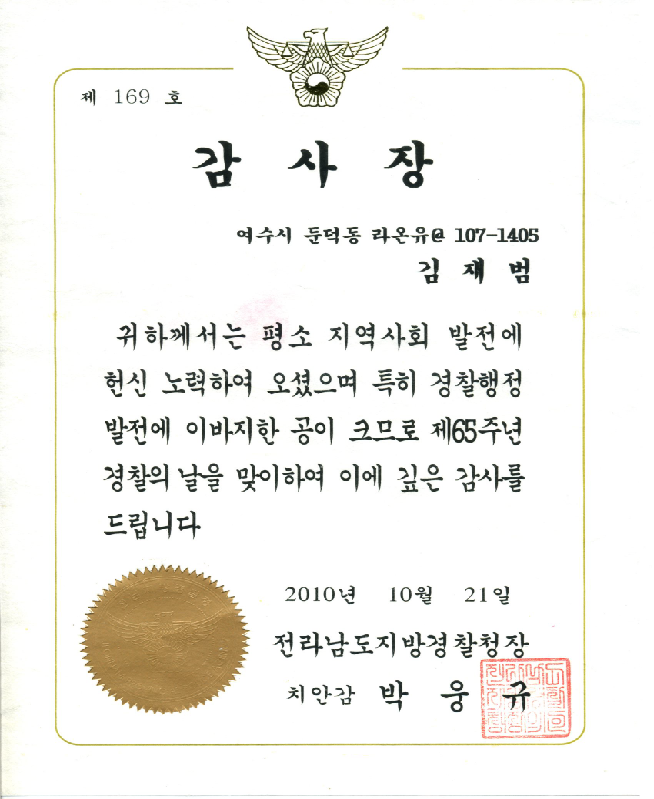 제 169 호
감 사 장
여수시 둔덕동 라온유@ 107-1405
김 재 범
귀하께서는 평소 지역사회 발전에
헌신 노력하여 오셨으며 특히 경찰행정
발전에 이바지한 공이 크므로 제65주년
경찰의 날을 맞이하여 이에 깊은 감사를
드립니다
2010년 10월 21일
전라남도지방경찰청장
치안감 박 웅 규